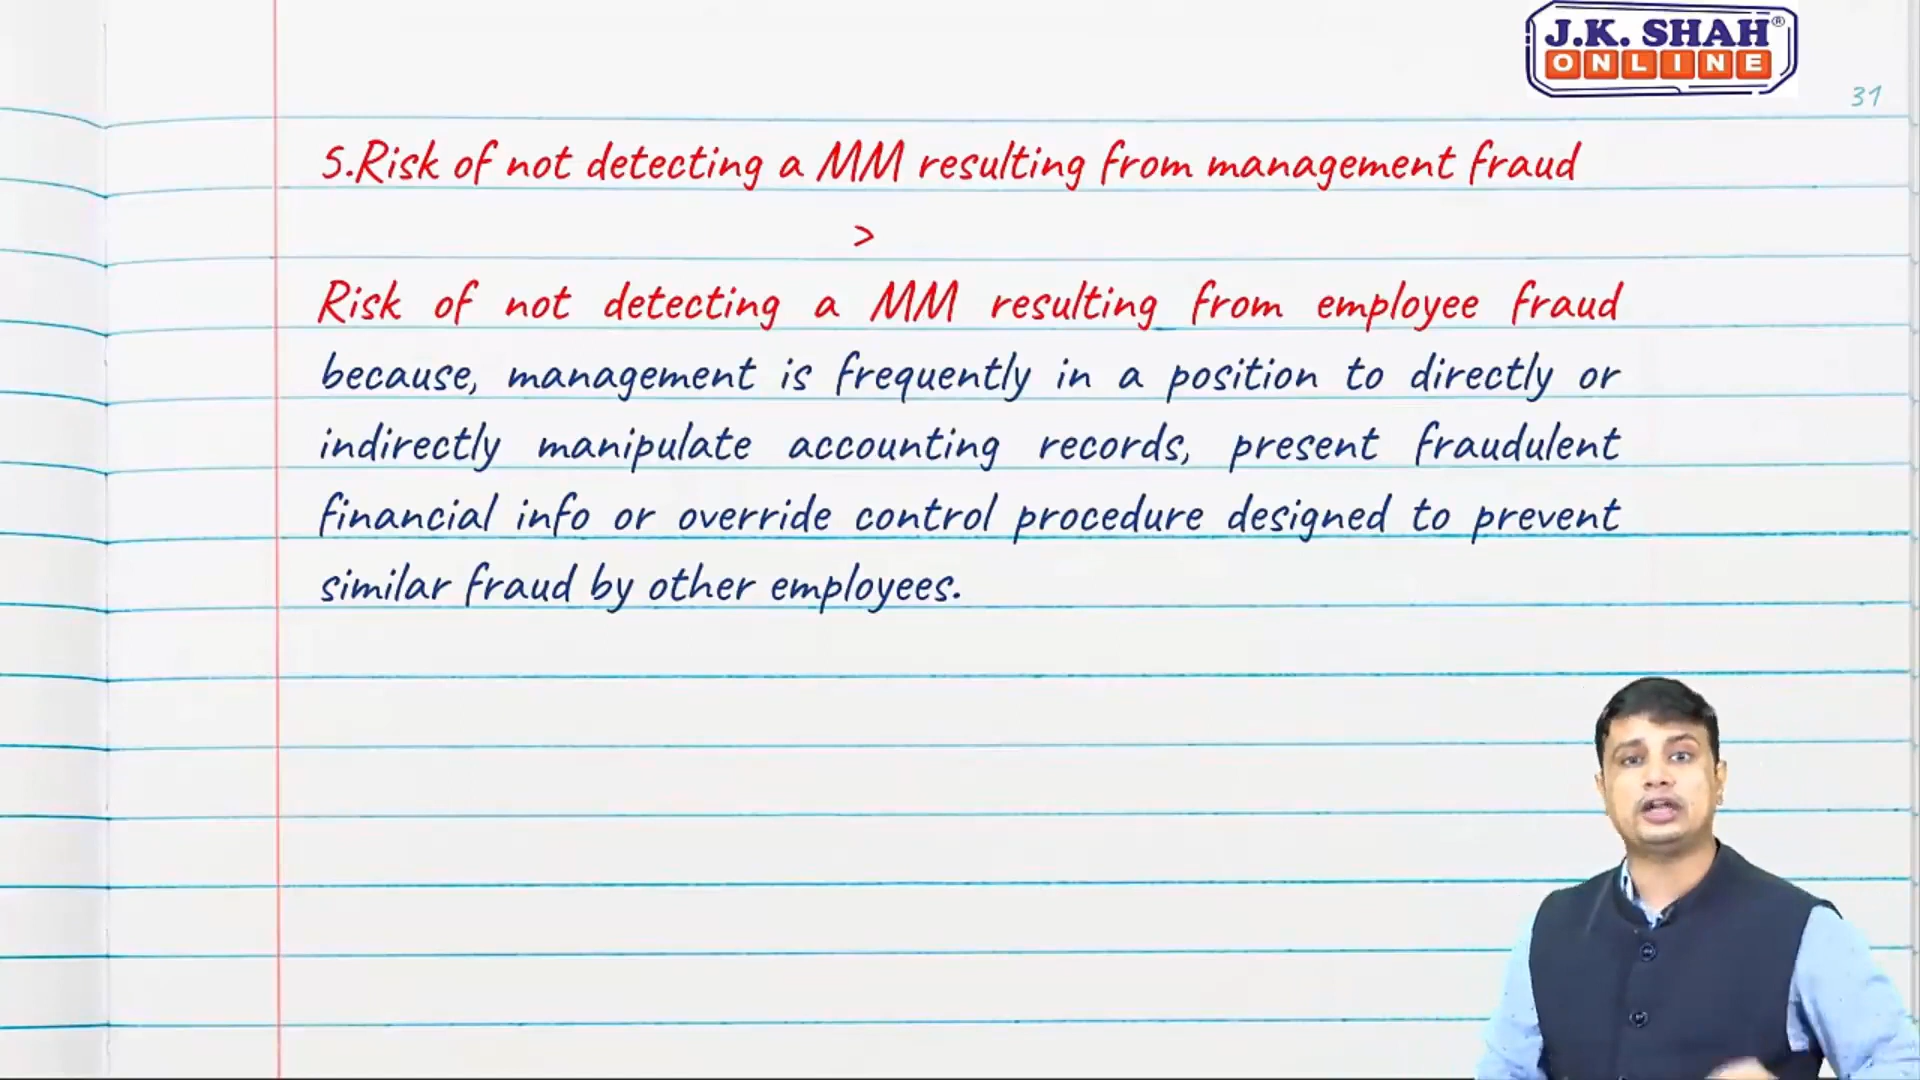 J.K. SHAH®
ONLINE
31
5.Risk of not detecting a MM resulting from management fraud
>
Risk of not detecting a MM resulting from employee fraud
because, management is frequently in a position to directly or
indirectly manipulate accounting records, present fraudulent
financial info or override control procedure designed to prevent
similar fraud by other employees.